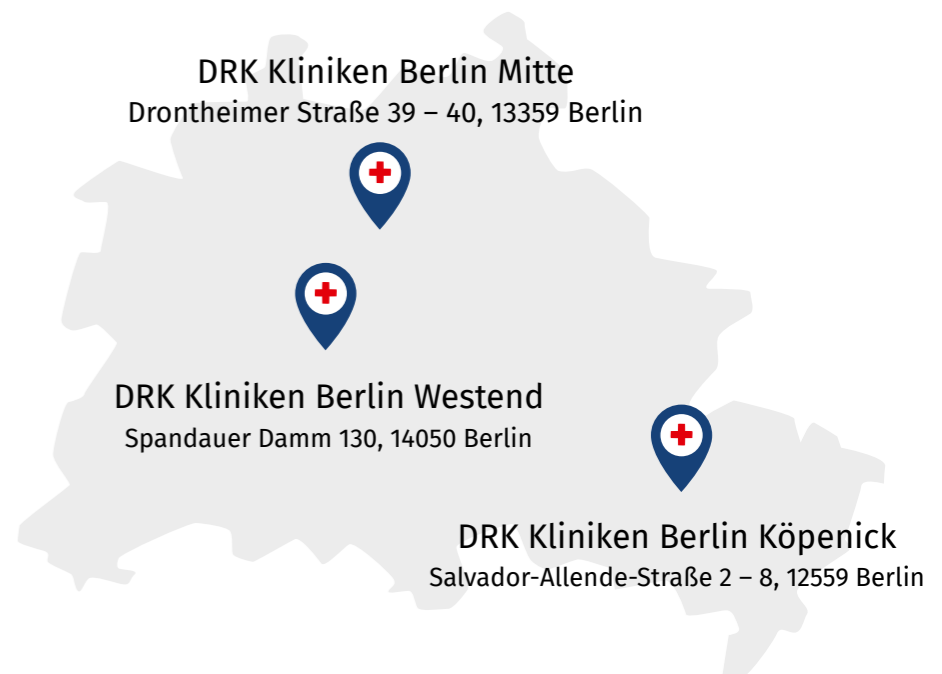 DRK Kliniken Berlin Mitte
Drontheimer Straße 39 – 40, 13359 Berlin
DRK Kliniken Berlin Westend
Spandauer Damm 130, 14050 Berlin
DRK Kliniken Berlin Köpenick
Salvador-Allende-Straße 2 – 8, 12559 Berlin